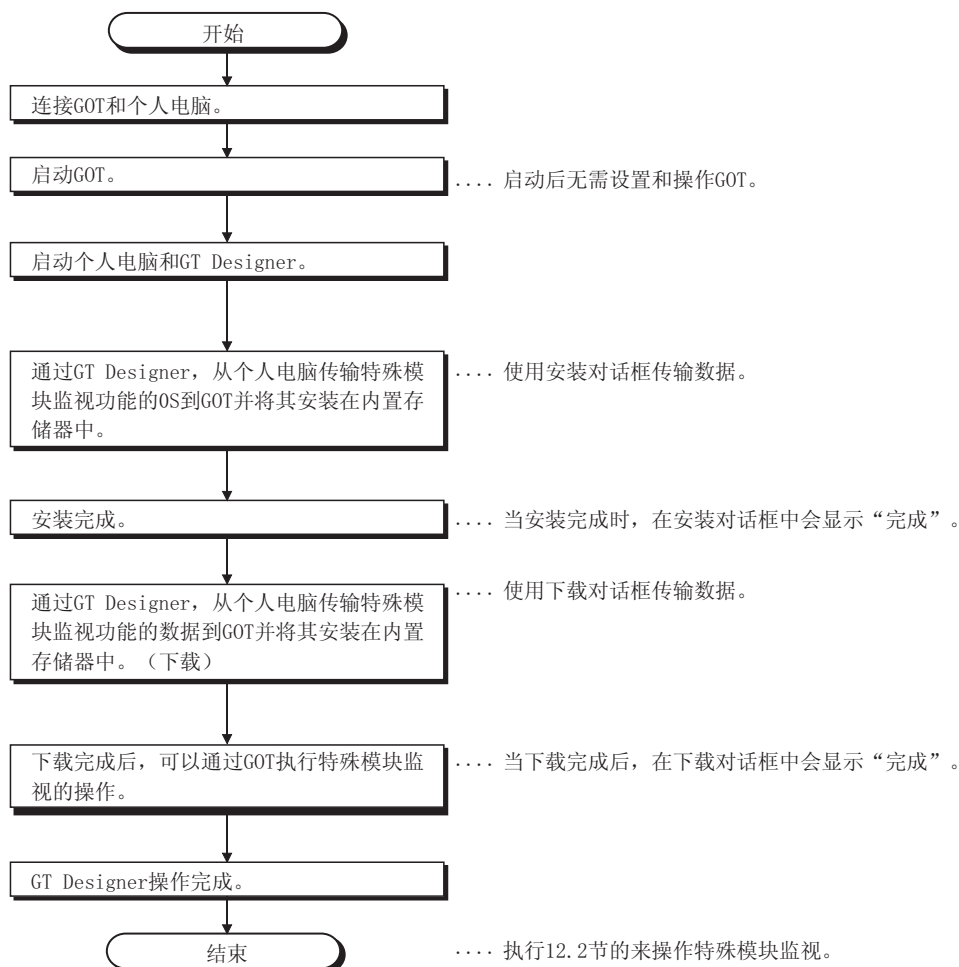 开始
连接GOT和个人电脑。
启动GOT。
.... 启动后无需设置和操作GOT。
启动个人电脑和GT Designer。
通过GT Designer，从个人电脑传输特殊模
块监视功能的OS到GOT并将其安装在内置存
储器中。
.... 使用安装对话框传输数据。
安装完成。
.... 当安装完成时，在安装对话框中会显示“完成”。
通过GT Designer，从个人电脑传输特殊模
块监视功能的数据到GOT并将其安装在内置
存储器中。（下载）
.... 使用下载对话框传输数据。
下载完成后，可以通过GOT执行特殊模块监
视的操作。
.... 当下载完成后，在下载对话框中会显示“完成”。
GT Designer操作完成。
结束
.... 执行12.2节的来操作特殊模块监视。